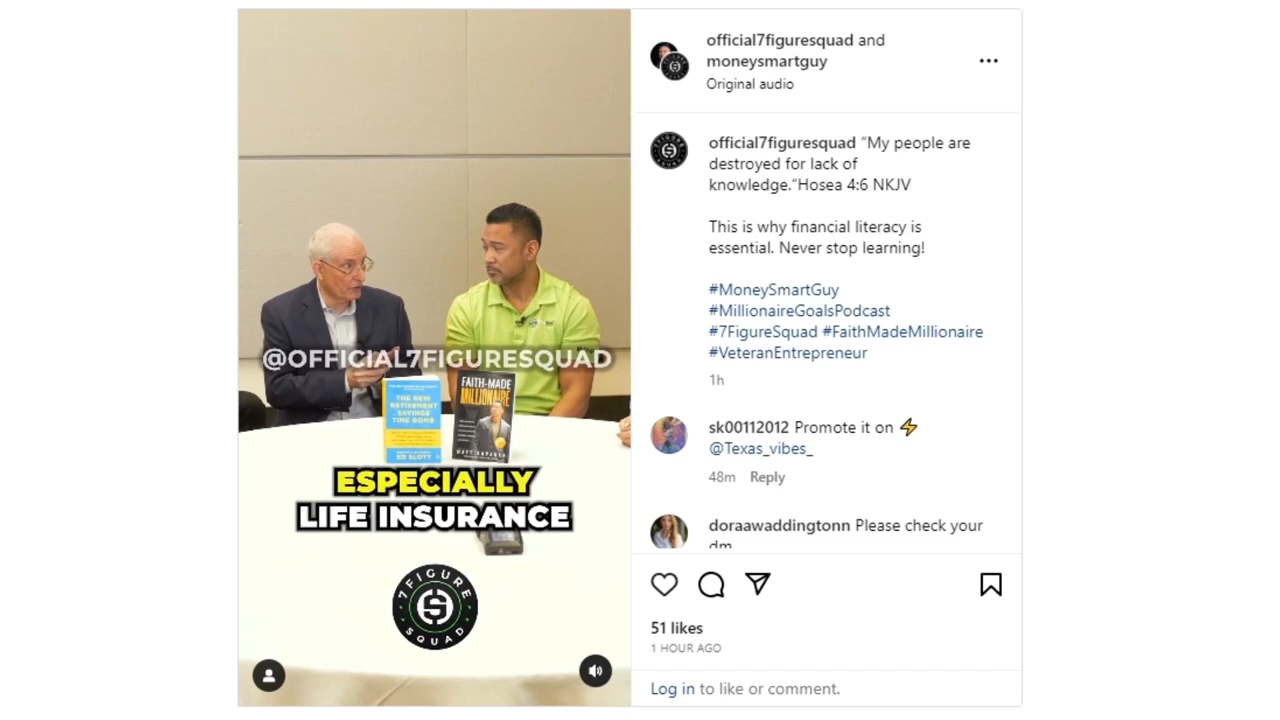 official7figuresquad and
moneysmartguy
Original audio
official7figuresquad “My people are
destroyed for lack of
knowledge.”Hosea 4:6 NKJV
This is why financial literacy is
essential. Never stop learning!
#MoneySmartGuy
#MillionaireGoalsPodcast
#7FigureSquad #FaithMadeMillionaire
#VeteranEntrepreneur
1h
sk00112012 Promote it on ⚡
@Texas_vibes_
48m Reply
doraawaddingtonn Please check your
dm
51 likes
1 HOUR AGO
Log in to like or comment.
@OFFICIAL7FIGURESQUAD
THE NEW
RETIREMENT
SAVINGS
TIME BOMB
ED SLOTT
FAITH-MADE
MILLIONAIRE
ESPECIALLY
LIFE INSURANCE
7 FIGURE
SQUAD